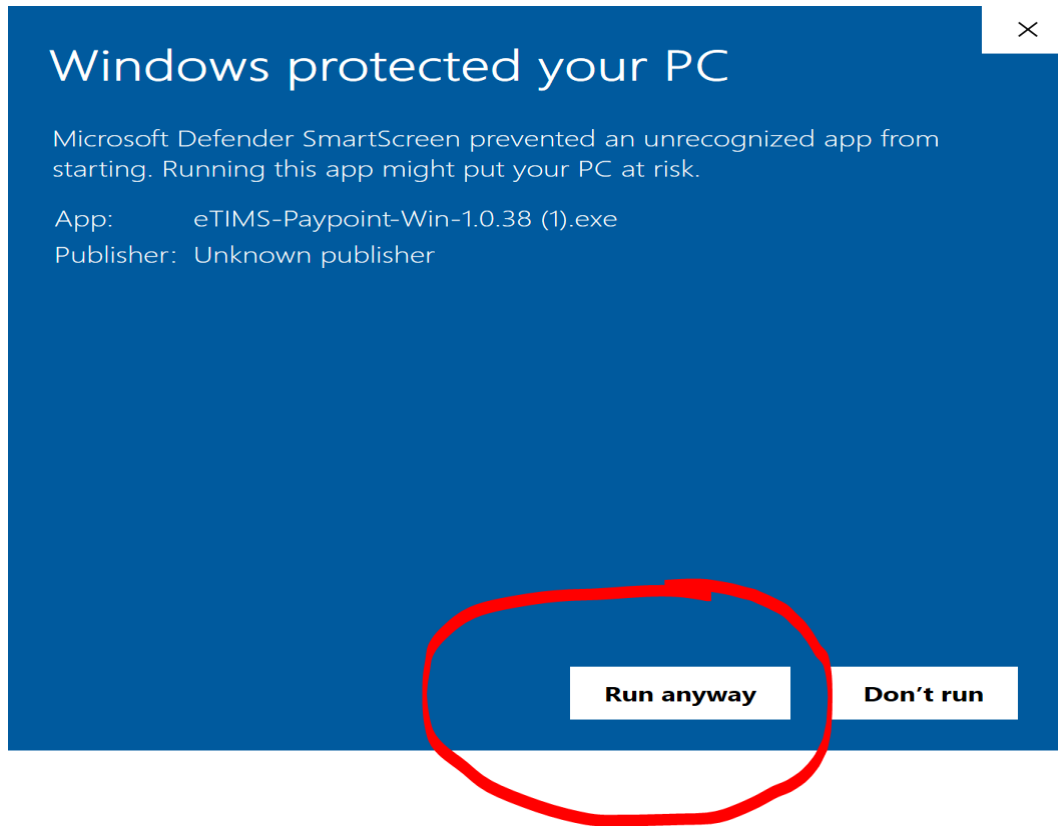 Windows protected your PC
Microsoft Defender SmartScreen prevented an unrecognized app from
starting. Running this app might put your PC at risk.
App: eTIMS-Paypoint-Win-1.0.38 (1).exe
Publisher: Unknown publisher
Run anyway Don't run